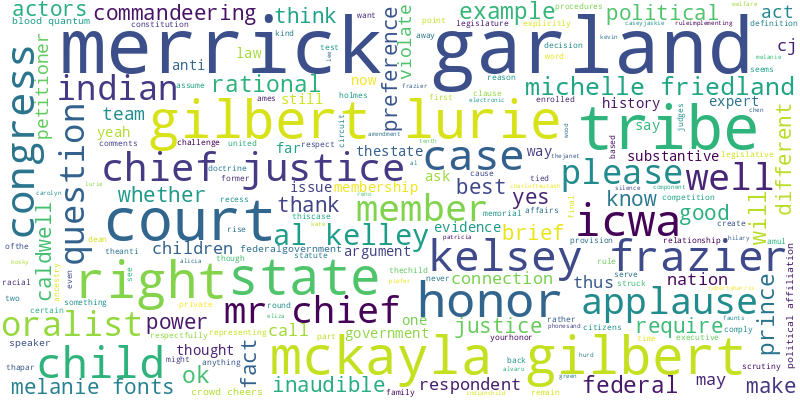 actors
commandeering
think
example
political
act
blood quantum
constitution
want
point
explicitly
procedures
legislature
ruleimplementing
definition
caseyjaikie
welfare
merrick garland
congress
petitioner
anti
law
kind
test
preference
violate
away
decision
kevin
melanie
cj
word
seems
indian
rational
assume
now
reason
michelle friedland
question
team
yeah
comments
gilbert lurie
still
ames
holmes
frazier
first
electronic
enrolled
history
expert
say
judges
different
tribe
chief justice
challenge
united
respect
far
thestate
circuit
clause
amendment
tenth
case
way
based
substantive
legislative
chen
thejanet
lurie
carolyn
whether
doctrine
former
issue
membership
ask
cause
tied
al
please
well
silence
component
caldwell
court
member
recess
thank
best
yes
affairs
icwa
know
competition
will
good
create
dean
rise
al kelley
evidence
memorial
brief
final
relationship
hilary
ofthe
theanti
children
federalgovernment
argument
thiscase
patricia
kelsey frazier
provision
amul
racial
even
alicia
though
statute
thechild
never
connection
thus
rule
nation
prince
political affiliation
ancestry
right
state
honor
applause
serve
struck
two
something
certain
see
private
mr chief
round
eliza
rather
phonesand
citizens
comply
oralist
power
respectfully
representing
call
part
government
one
justice
require
time
executive
speaker
thought
fact
mckayla gilbert
yourhonor
back
hurd
scrutiny
thapar
child
might
anything
ok
alvaro
green
melanie fonts
crowd cheers
inaudible
family
respondent
remain
federal
may
make